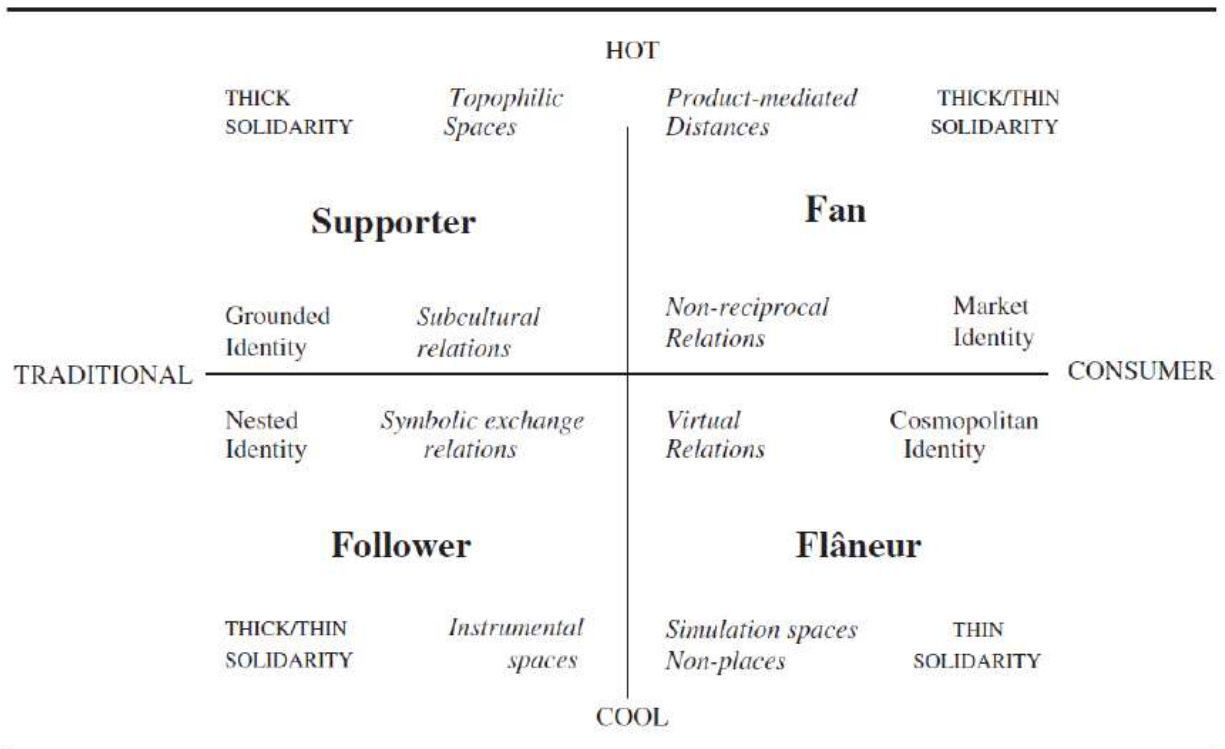 HOT
THICK
SOLIDARITY
Topophilic
Spaces
Product-mediated
Distances
THICK/THIN
SOLIDARITY
Supporter
Fan
Grounded
Identity
Subcultural
relations
Non-reciprocal
Relations
Market
Identity
TRADITIONAL
CONSUMER
Nested
Identity
Symbolic exchange
relations
Virtual
Relations
Cosmopolitan
Identity
Follower
Flâneur
THICK/THIN
SOLIDARITY
Instrumental
spaces
Simulation spaces
Non-places
THIN
SOLIDARITY
COOL